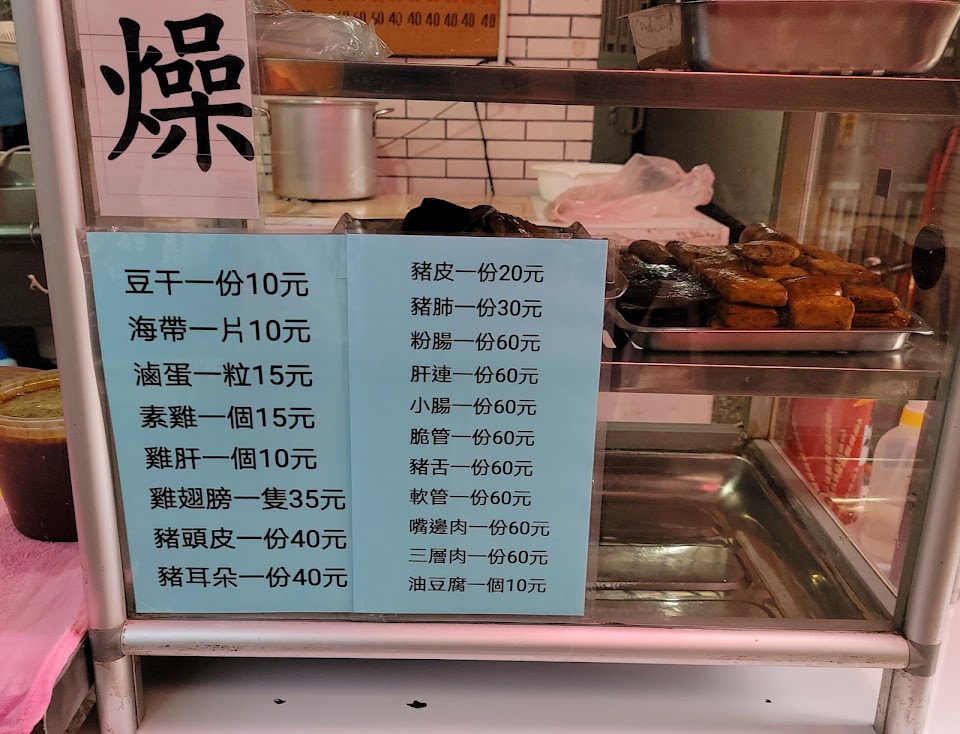 燥
60 40 40 40 40 40
豆干一份10元
海帶一片10元
滷蛋一粒15元
素雞一個15元
雞肝一個10元
雞翅膀一隻35元
豬頭皮一份40元
豬耳朵一份40元
豬皮一份20元
豬肺一份30元
粉腸一份60元
肝連一份60元
小腸一份60元
脆管一份60元
豬舌一份60元
軟管一份60元
嘴邊肉一份60元
三層肉一份60元
油豆腐一個10元